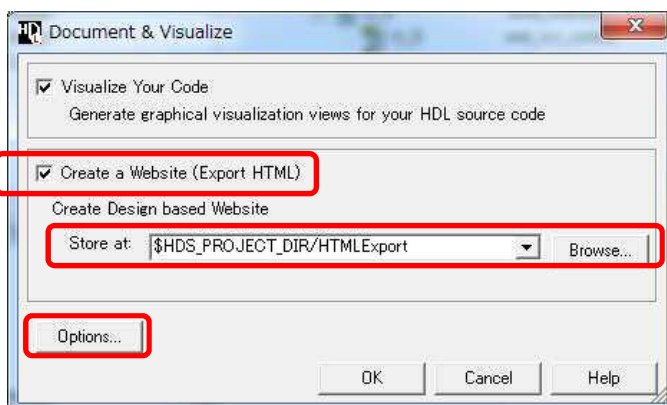 Document & Visualize
Visualize Your Code
Generate graphical visualization views for your HDL source code
Create a Website (Export HTML)
Create Design based Website
Store at: $HDS_PROJECT_DIR/HTMLExport Browse...
Options...
OK Cancel Help